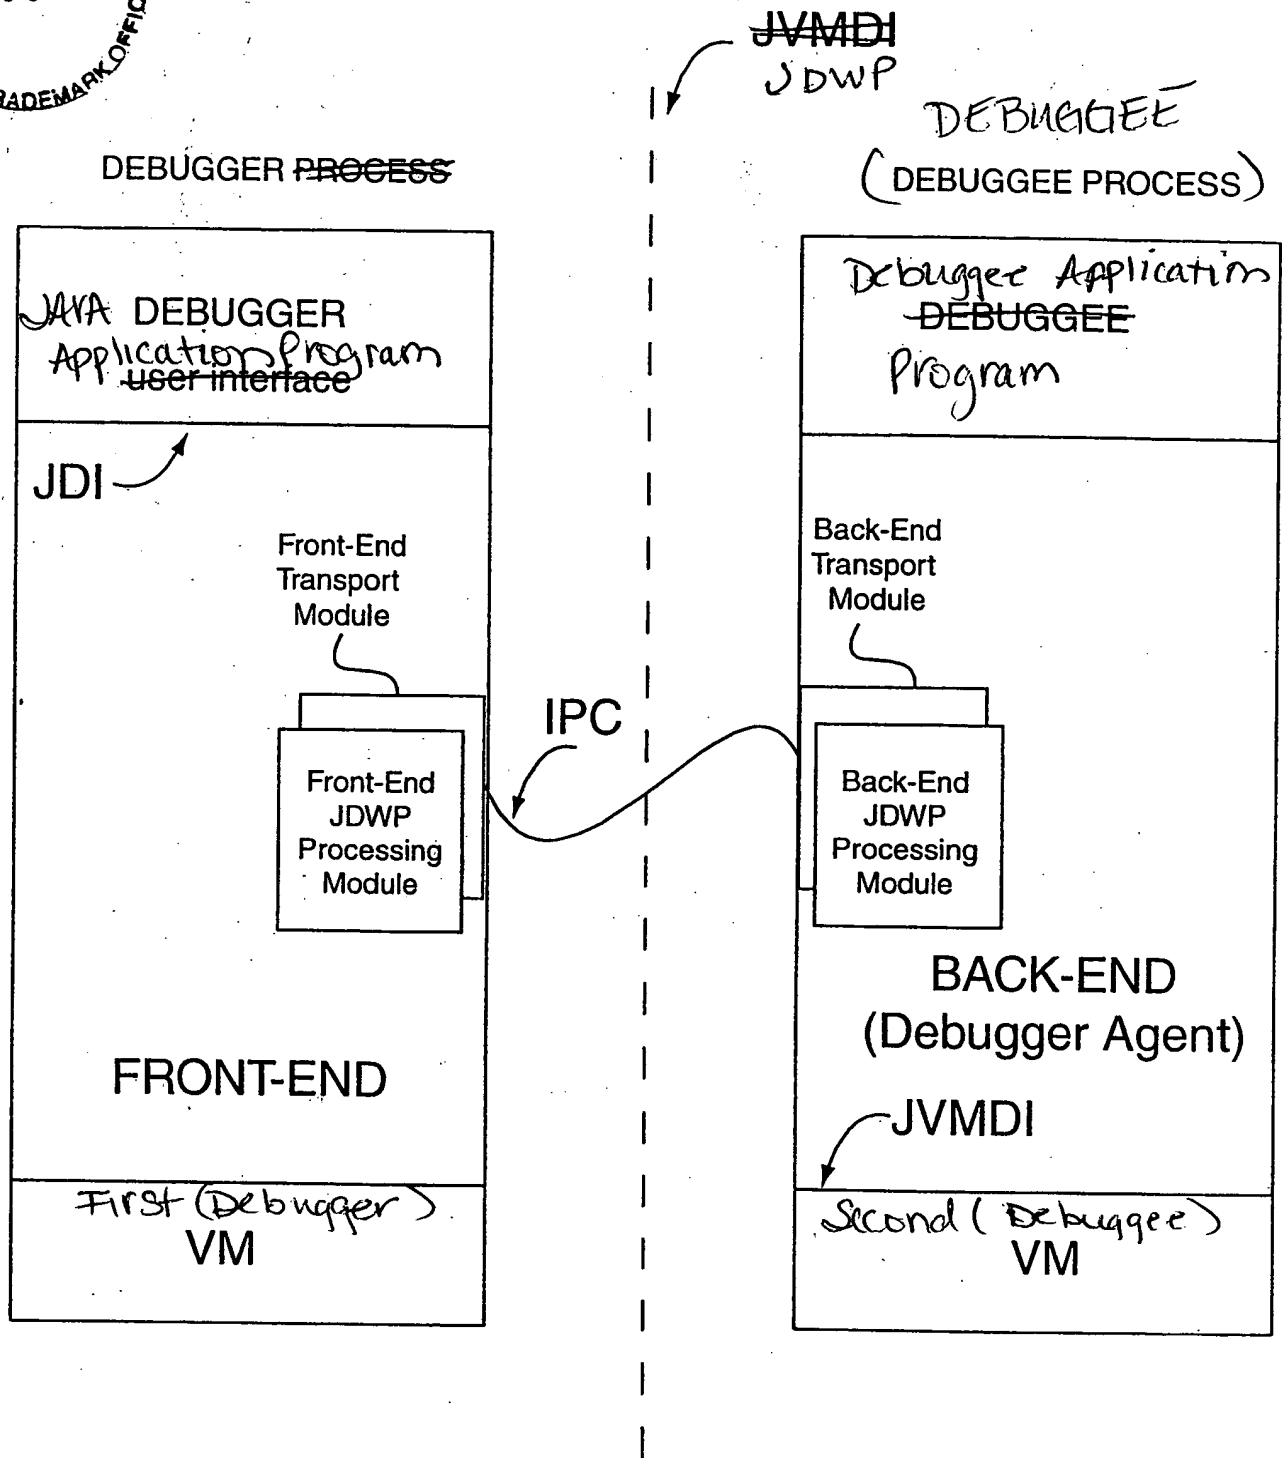 TRADEMARK OFFIC
JVMDI
JDWP
DEBUGGEE
DEBUGGER PROCESS
(DEBUGGEE PROCESS)
JAVA DEBUGGER
Application Program
user interface
Debuggee Application
DEBUGGEE
Program
JDI
Front-End
Transport
Module
Back-End
Transport
Module
IPC
Front-End
JDWP
Processing
Module
Back-End
JDWP
Processing
Module
BACK-END
(Debugger Agent)
FRONT-END
JVMDI
First (Debugger)
VM
Second (Debuggee)
VM